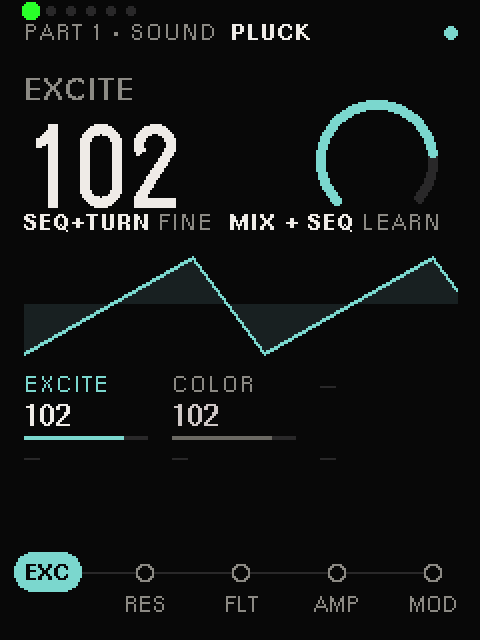 PART 1 · SOUND PLUCK
EXCITE
102
SEQ+TURN FINE MIX + SEQ LEARN
EXCITE COLOR —
102 102
— — —
EXC
RES FLT AMP MOD